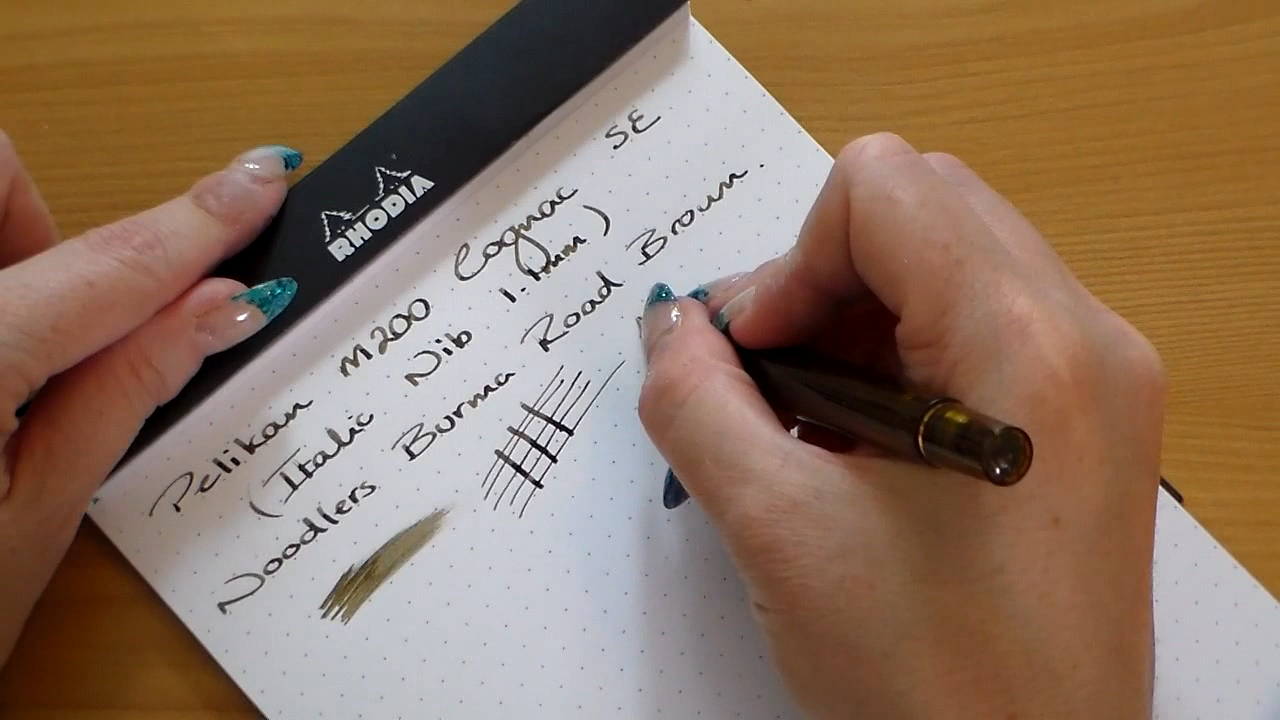 RHODIA
Pelikan M200 Cognac SE
(Italic Nib 1.1mm)
Noodlers Burma Road Brown.